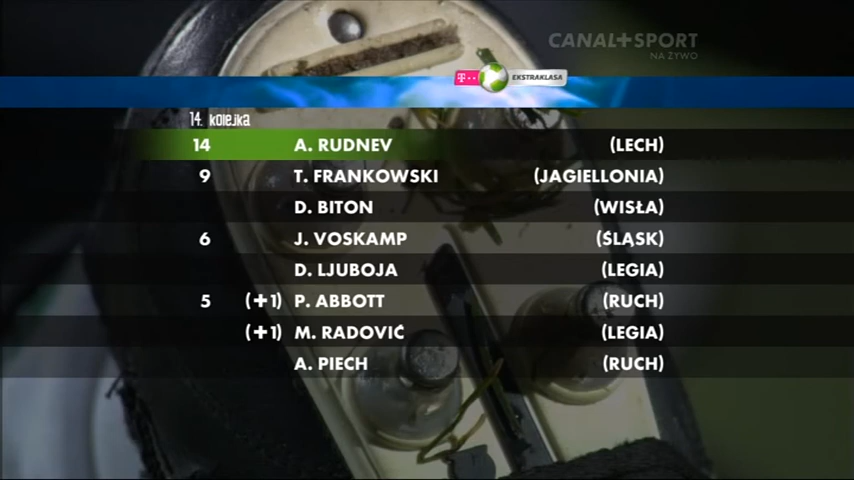 CANAL+SPORT
NA ŻYWO
T·· EKSTRAKLASA
14. kolejka
14 A. RUDNEV (LECH)
9 T. FRANKOWSKI (JAGIELLONIA)
D. BITON (WISŁA)
6 J. VOSKAMP (ŚLĄSK)
D. LJUBOJA (LEGIA)
5 (+1) P. ABBOTT (RUCH)
(+1) M. RADOVIĆ (LEGIA)
A. PIECH (RUCH)